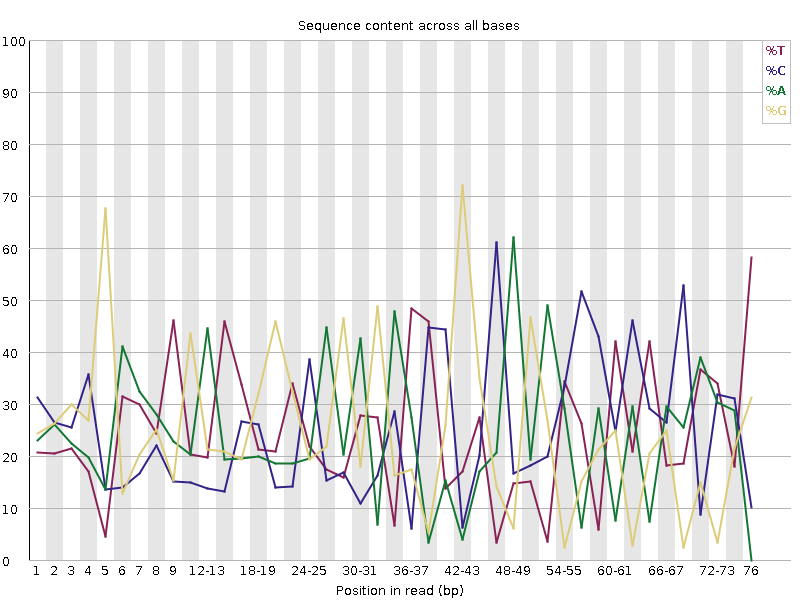 Sequence content across all bases
100
90
80
70
60
50
40
30
20
10
0
%T
%C
%A
%G
1 2 3 4 5 6 7 8 9 12-13 18-19 24-25 30-31 36-37 42-43 48-49 54-55 60-61 66-67 72-73 76
Position in read (bp)